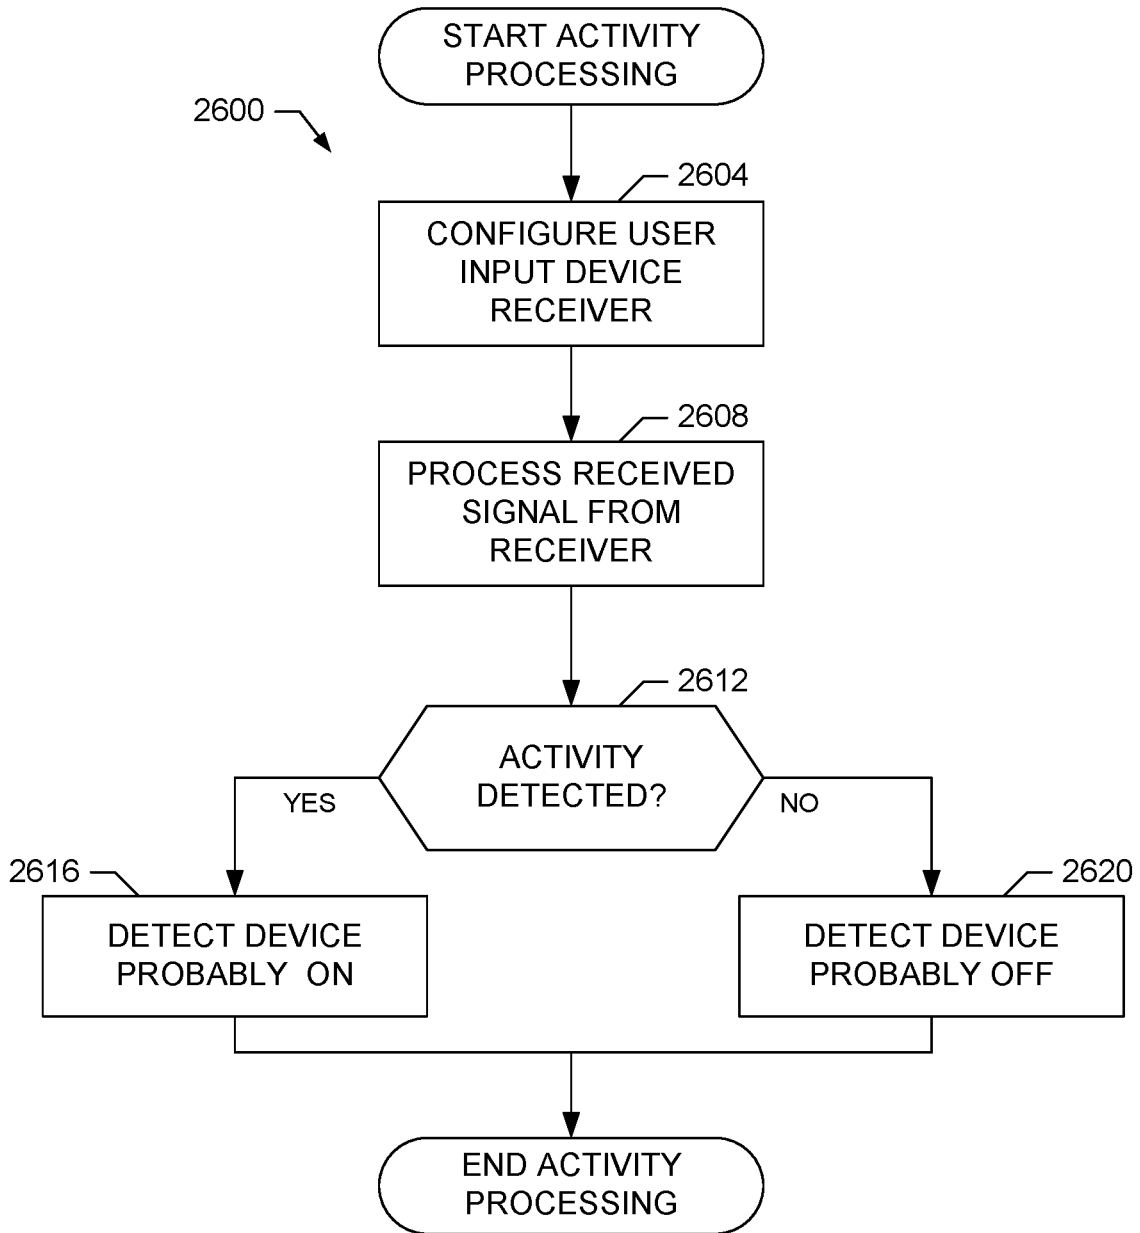 START ACTIVITY
PROCESSING
2600
2604
CONFIGURE USER
INPUT DEVICE
RECEIVER
2608
PROCESS RECEIVED
SIGNAL FROM
RECEIVER
2612
ACTIVITY
DETECTED?
YES
NO
2616
DETECT DEVICE
PROBABLY ON
2620
DETECT DEVICE
PROBABLY OFF
END ACTIVITY
PROCESSING